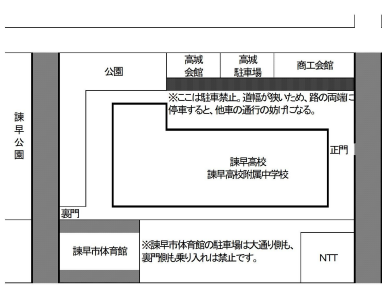 公園
高城
会館
高城
駐車場
商工会館
※ここは駐車禁止。道幅が狭いため、路の両端に
停車すると、他車の通行の妨げになる。
諫早公園
正門
諫早高校
諫早高校附属中学校
裏門
諫早市体育館
※諫早市体育館の駐車場は大通り側も、
裏門側も乗り入れは禁止です。
NTT